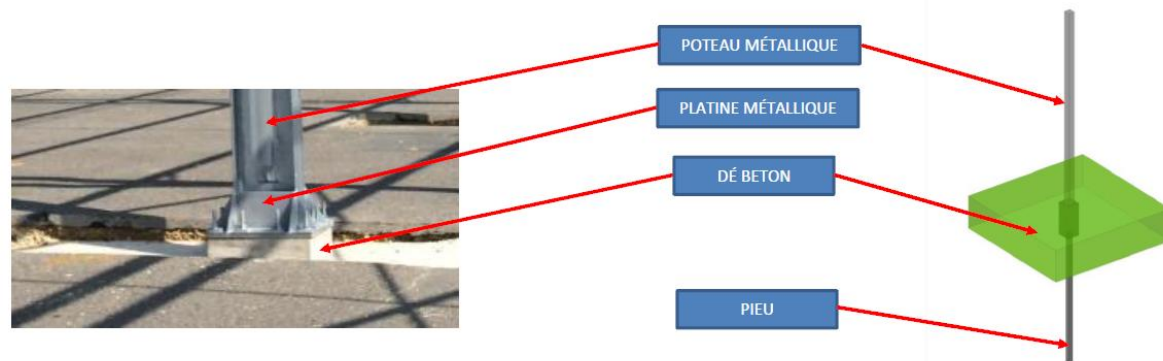 POTEAU MÉTALLIQUE
PLATINE MÉTALLIQUE
DÉ BETON
PIEU